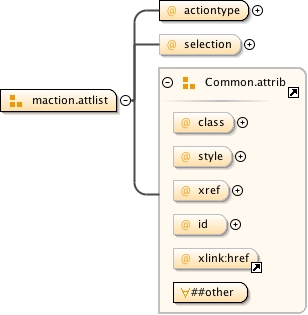 @ actiontype
@ selection
maction.attlist
Common.attrib
@ class
@ style
@ xref
@ id
@ xlink:href
∀##other